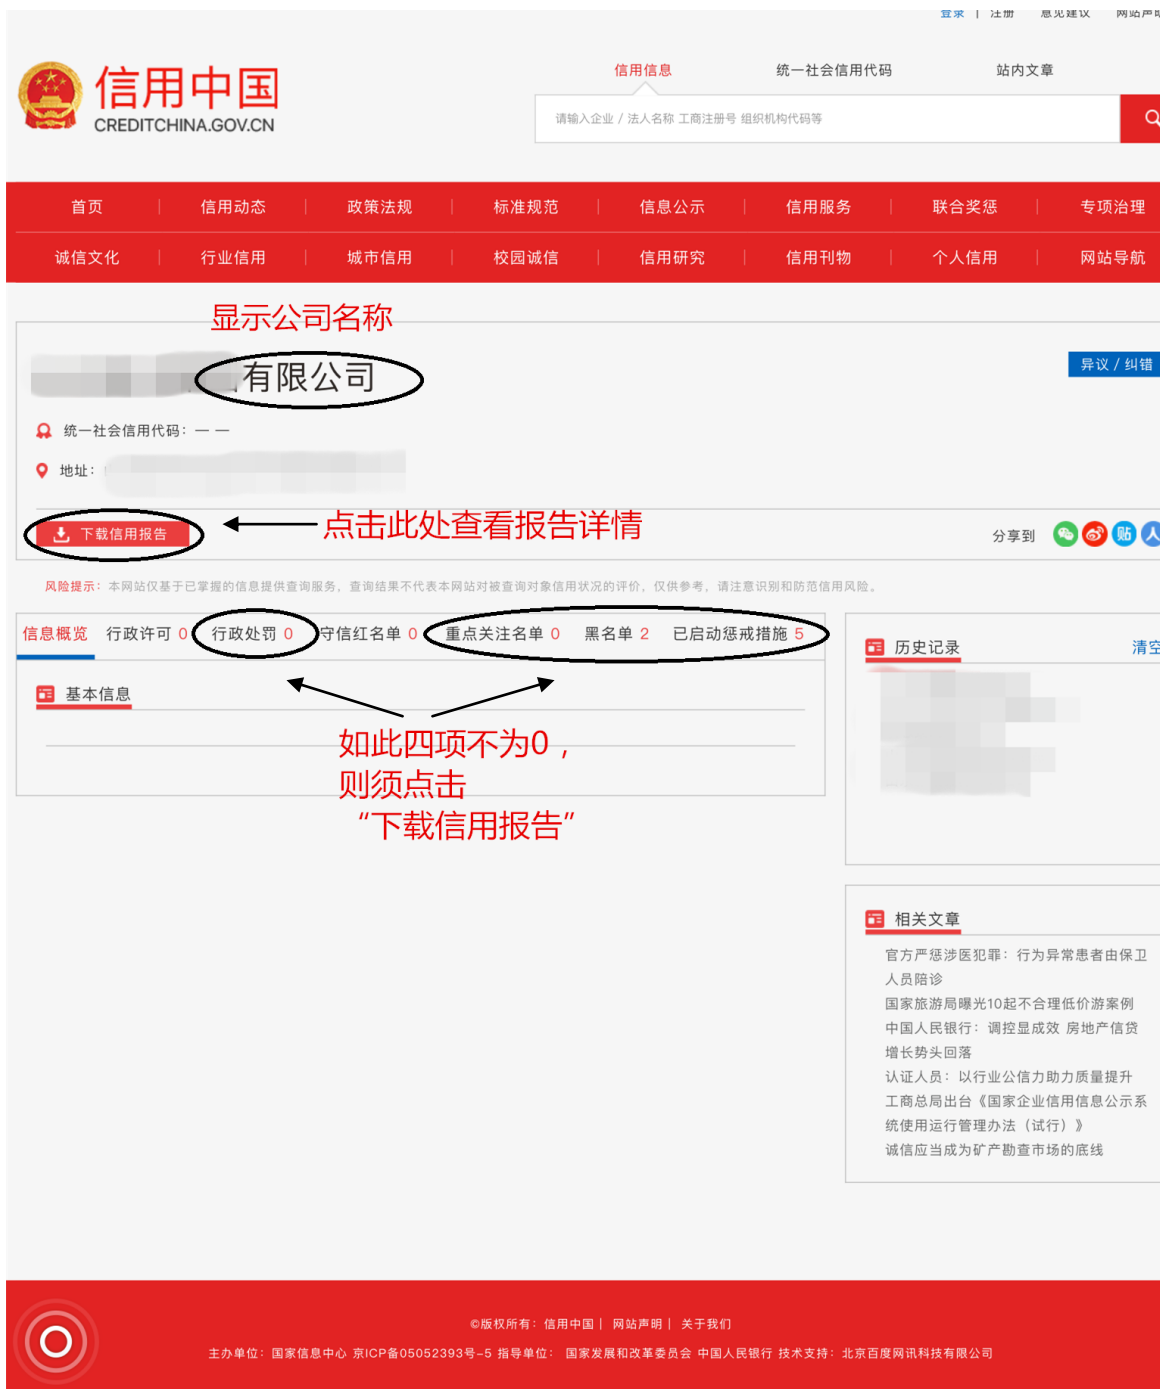 登录 | 注册 意见建议 网站声明
信用中国
CREDITCHINA.GOV.CN
信用信息 统一社会信用代码 站内文章
请输入企业 / 法人名称 工商注册号 组织机构代码等
首页 | 信用动态 | 政策法规 | 标准规范 | 信息公示 | 信用服务 | 联合奖惩 | 专项治理
诚信文化 | 行业信用 | 城市信用 | 校园诚信 | 信用研究 | 信用刊物 | 个人信用 | 网站导航
显示公司名称
有限公司
异议 / 纠错
统一社会信用代码：— —
地址：
下载信用报告
点击此处查看报告详情
分享到
贴
风险提示：本网站仅基于已掌握的信息提供查询服务，查询结果不代表本网站对被查询对象信用状况的评价，仅供参考，请注意识别和防范信用风险。
信息概览 行政许可 0 行政处罚 0 守信红名单 0 重点关注名单 0 黑名单 2 已启动惩戒措施 5
历史记录 清空
基本信息
如此四项不为0，
则须点击
“下载信用报告”
相关文章
官方严惩涉医犯罪：行为异常患者由保卫
人员陪诊
国家旅游局曝光10起不合理低价游案例
中国人民银行：调控显成效 房地产信贷
增长势头回落
认证人员：以行业公信力助力质量提升
工商总局出台《国家企业信用信息公示系
统使用运行管理办法（试行）》
诚信应当成为矿产勘查市场的底线
©版权所有：信用中国 | 网站声明 | 关于我们
主办单位：国家信息中心 京ICP备05052393号-5 指导单位： 国家发展和改革委员会 中国人民银行 技术支持：北京百度网讯科技有限公司